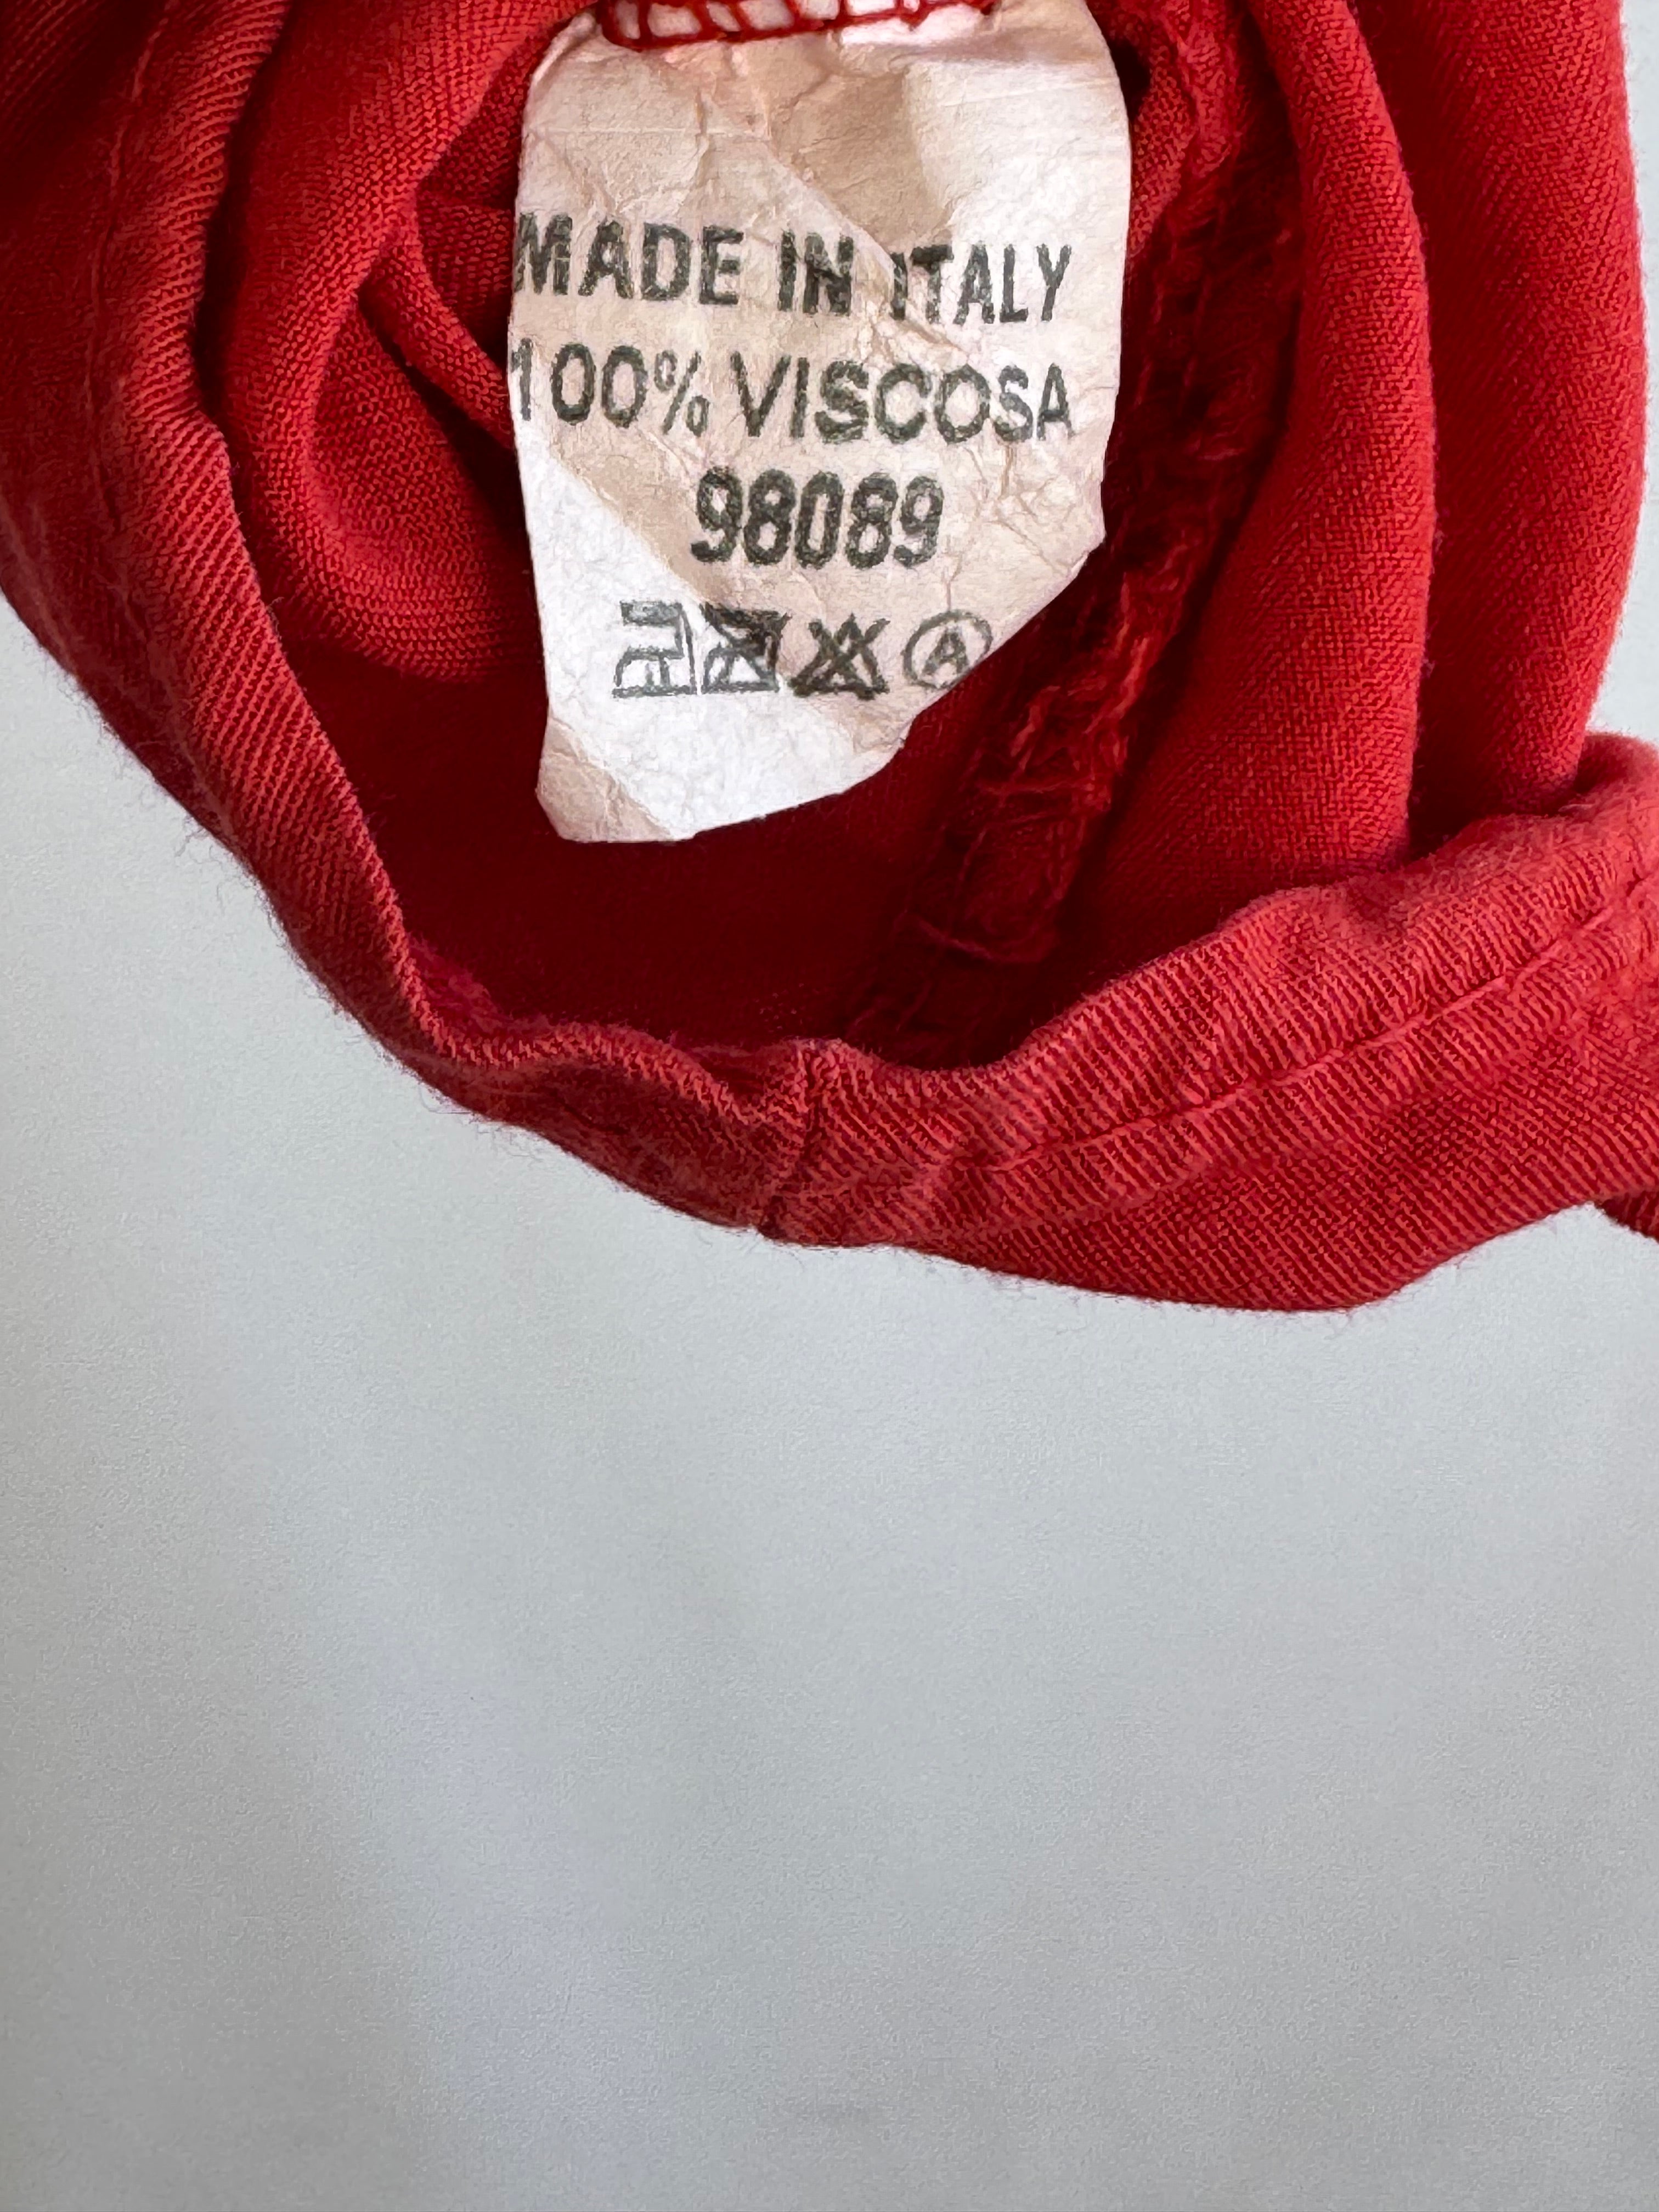 MADE IN ITALY
100% VISCOSA
98089
A